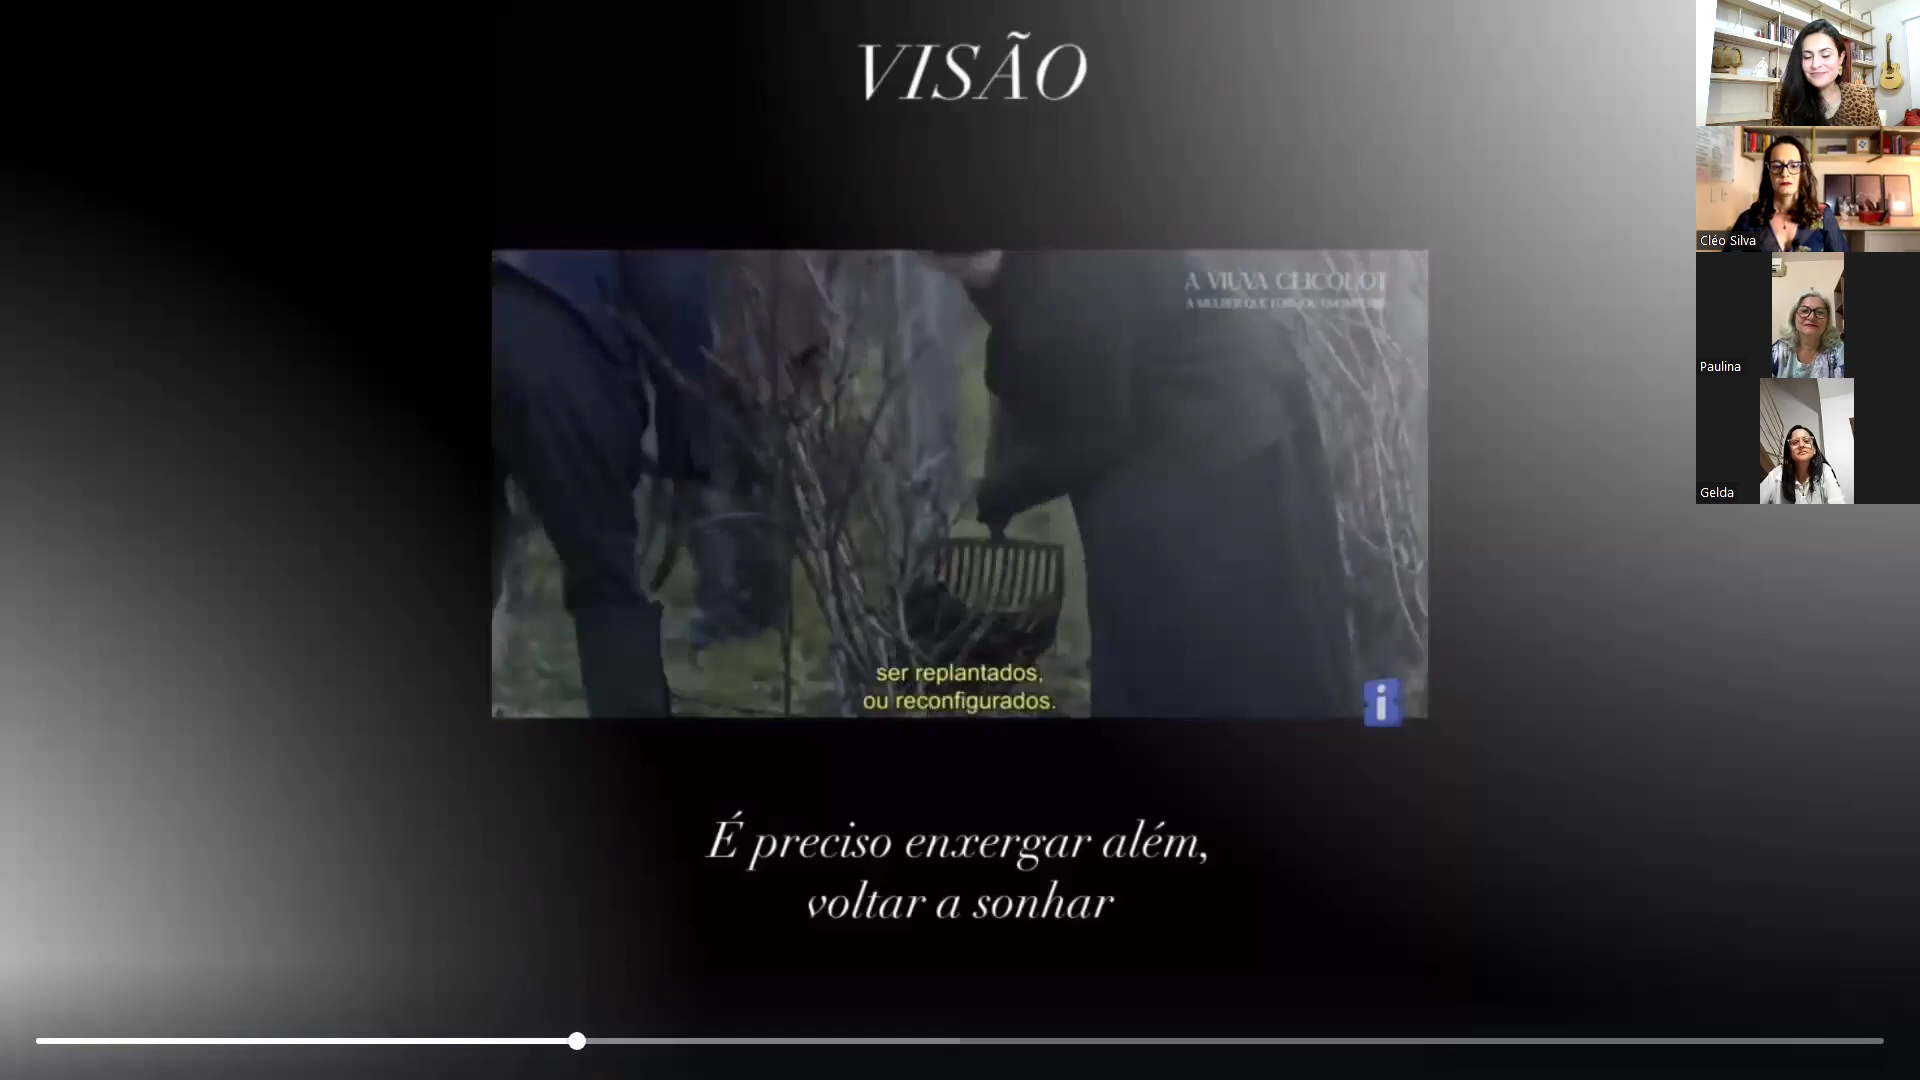 VISÃO
A VIUVA CLICQUOT
ser replantados,
ou reconfigurados.
i
É preciso enxergar além,
voltar a sonhar
Cléo Silva
Paulina
Gelda